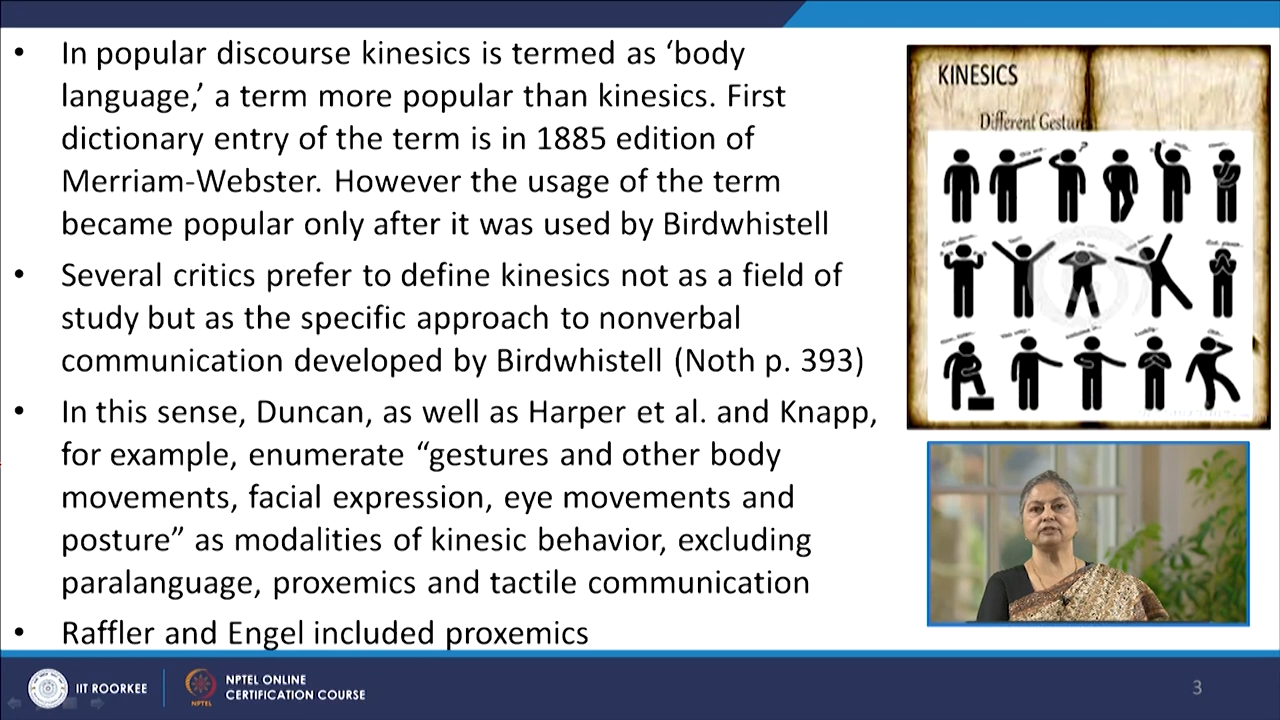 • In popular discourse kinesics is termed as ‘body
language,’ a term more popular than kinesics. First
dictionary entry of the term is in 1885 edition of
Merriam-Webster. However the usage of the term
became popular only after it was used by Birdwhistell
• Several critics prefer to define kinesics not as a field of
study but as the specific approach to nonverbal
communication developed by Birdwhistell (Noth p. 393)
• In this sense, Duncan, as well as Harper et al. and Knapp,
for example, enumerate “gestures and other body
movements, facial expression, eye movements and
posture” as modalities of kinesic behavior, excluding
paralanguage, proxemics and tactile communication
• Raffler and Engel included proxemics
KINESICS
Different
?
IIT ROORKEE
NPTEL
NPTEL ONLINE
CERTIFICATION COURSE
3